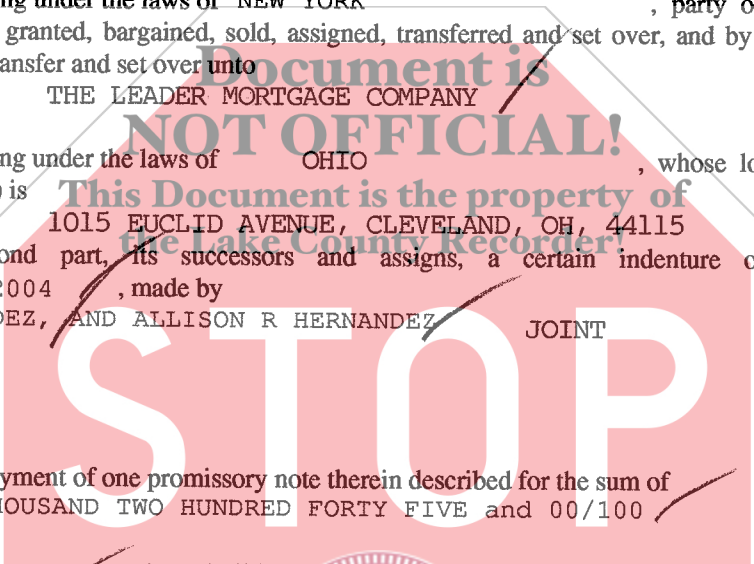 ng under the laws of NEW YORK , party o
granted, bargained, sold, assigned, transferred and set over, and by
ansfer and set over unto
Document is
THE LEADER MORTGAGE COMPANY
NOT OFFICIAL!
ng under the laws of OHIO , whose lo
) is
This Document is the property of
1015 EUCLID AVENUE, CLEVELAND, OH, 44115
the Lake County Recorder!
ond part, its successors and assigns, a certain indenture o
2004 , made by
DEZ, AND ALLISON R HERNANDEZ JOINT
STOP
yment of one promissory note therein described for the sum of
HOUSAND TWO HUNDRED FORTY FIVE and 00/100